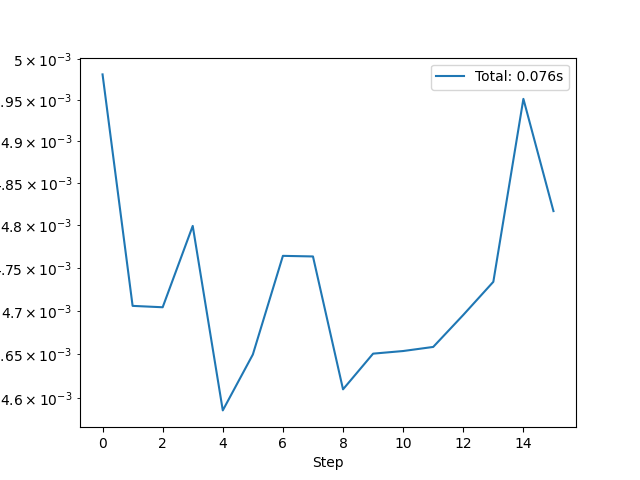 5 × 10⁻³
.95 × 10⁻³
4.9 × 10⁻³
4.85 × 10⁻³
4.8 × 10⁻³
4.75 × 10⁻³
4.7 × 10⁻³
.65 × 10⁻³
4.6 × 10⁻³
Total: 0.076s
0 2 4 6 8 10 12 14
Step